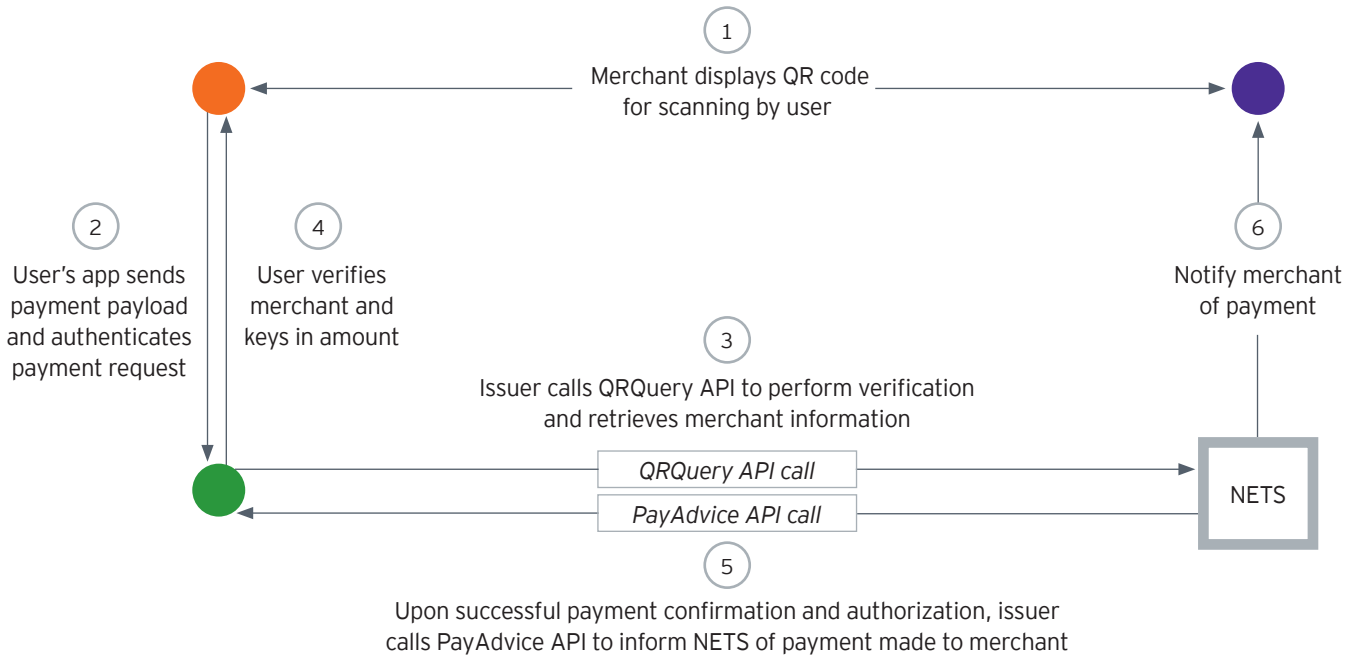 1
Merchant displays QR code
for scanning by user
2
User’s app sends
payment payload
and authenticates
payment request
4
User verifies
merchant and
keys in amount
6
Notify merchant
of payment
3
Issuer calls QRQuery API to perform verification
and retrieves merchant information
QRQuery API call
PayAdvice API call
NETS
5
Upon successful payment confirmation and authorization, issuer
calls PayAdvice API to inform NETS of payment made to merchant